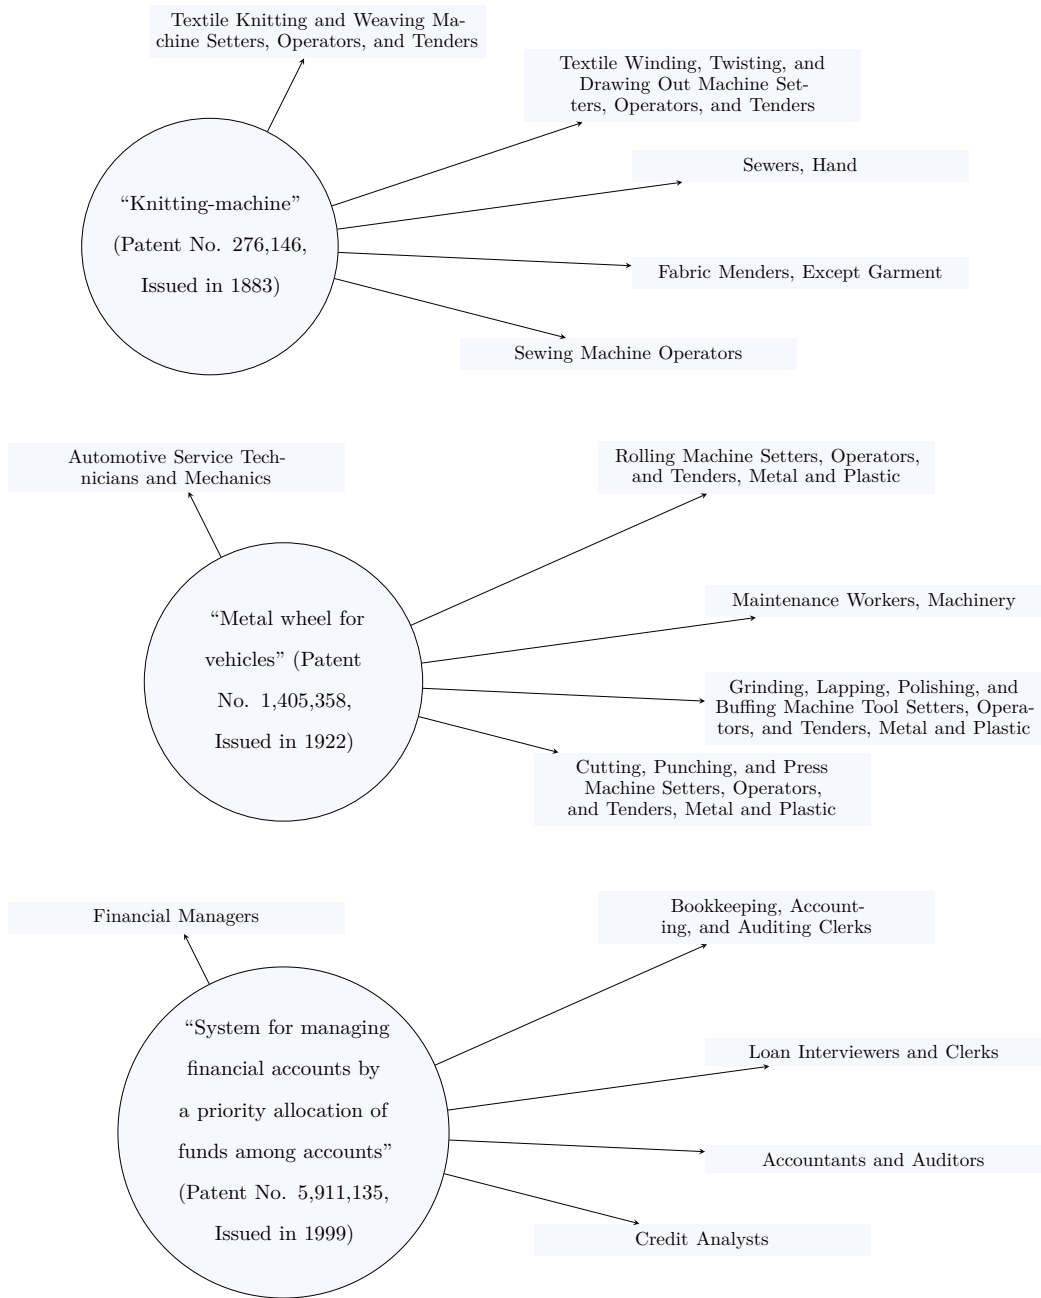 Textile Knitting and Weaving Ma-
chine Setters, Operators, and Tenders
Textile Winding, Twisting, and
Drawing Out Machine Set-
ters, Operators, and Tenders
Sewers, Hand
“Knitting-machine”
(Patent No. 276,146,
Issued in 1883)
Fabric Menders, Except Garment
Sewing Machine Operators
Automotive Service Tech-
nicians and Mechanics
Rolling Machine Setters, Operators,
and Tenders, Metal and Plastic
Maintenance Workers, Machinery
“Metal wheel for
vehicles” (Patent
No. 1,405,358,
Issued in 1922)
Grinding, Lapping, Polishing, and
Buffing Machine Tool Setters, Opera-
tors, and Tenders, Metal and Plastic
Cutting, Punching, and Press
Machine Setters, Operators,
and Tenders, Metal and Plastic
Financial Managers
Bookkeeping, Account-
ing, and Auditing Clerks
Loan Interviewers and Clerks
“System for managing
financial accounts by
a priority allocation of
funds among accounts”
(Patent No. 5,911,135,
Issued in 1999)
Accountants and Auditors
Credit Analysts